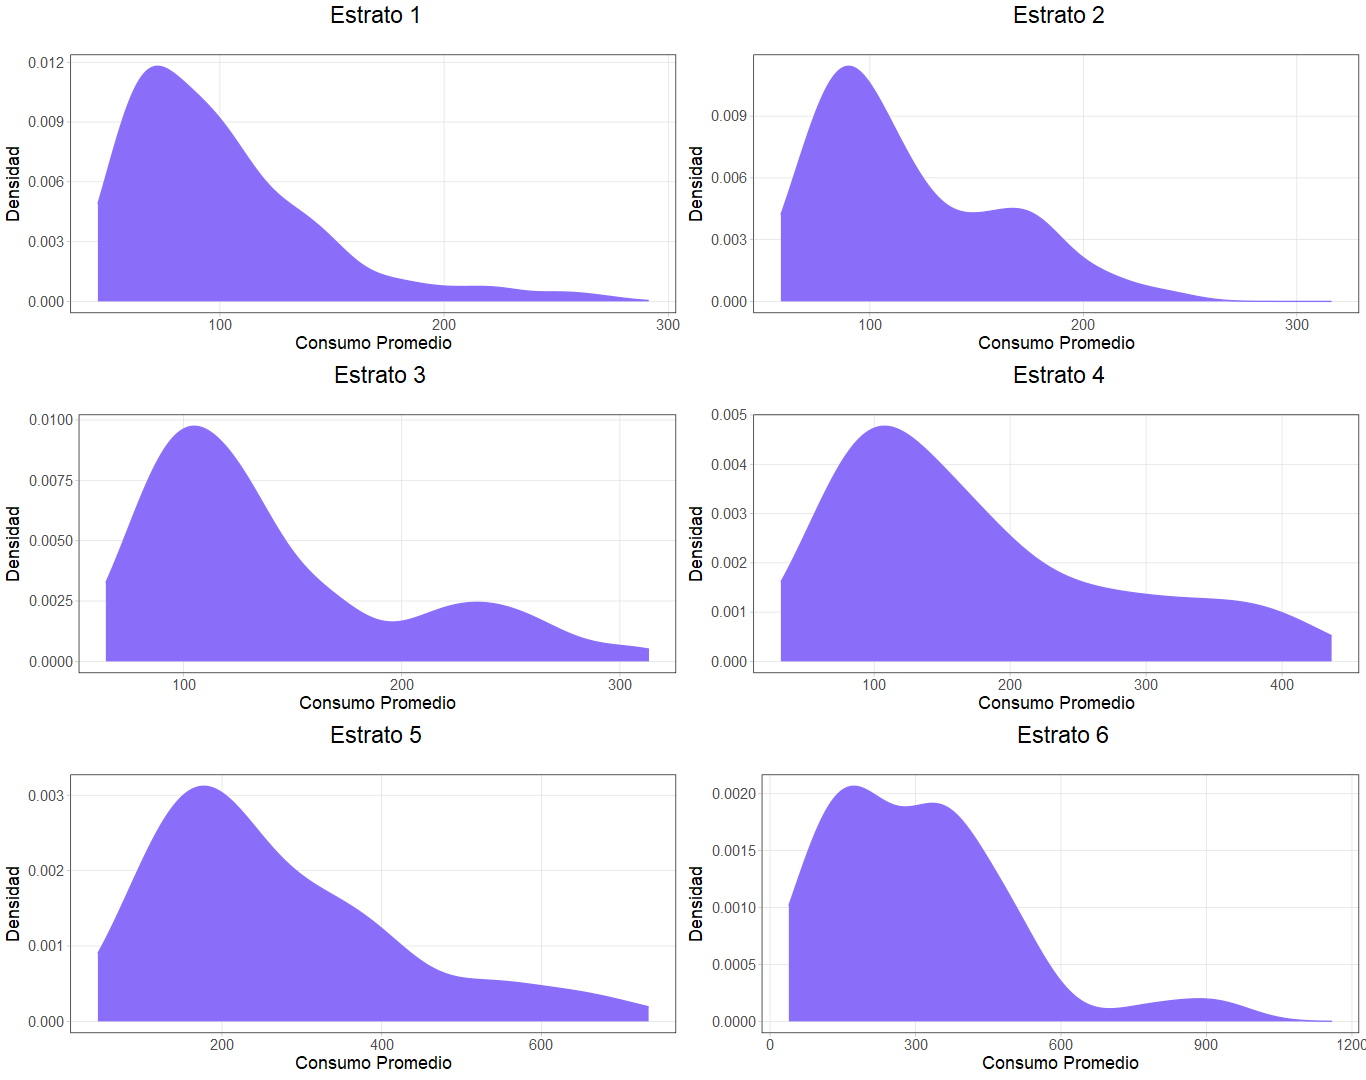 Estrato 1
0.012
0.009
0.006
0.003
0.000
Densidad
100 200 300
Consumo Promedio
Estrato 2
0.009
0.006
0.003
0.000
Densidad
100 200 300
Consumo Promedio
Estrato 3
0.0100
0.0075
0.0050
0.0025
0.0000
Densidad
100 200 300
Consumo Promedio
Estrato 4
0.005
0.004
0.003
0.002
0.001
0.000
Densidad
100 200 300 400
Consumo Promedio
Estrato 5
0.003
0.002
0.001
0.000
Densidad
200 400 600
Consumo Promedio
Estrato 6
0.0020
0.0015
0.0010
0.0005
0.0000
Densidad
0 300 600 900 1200
Consumo Promedio